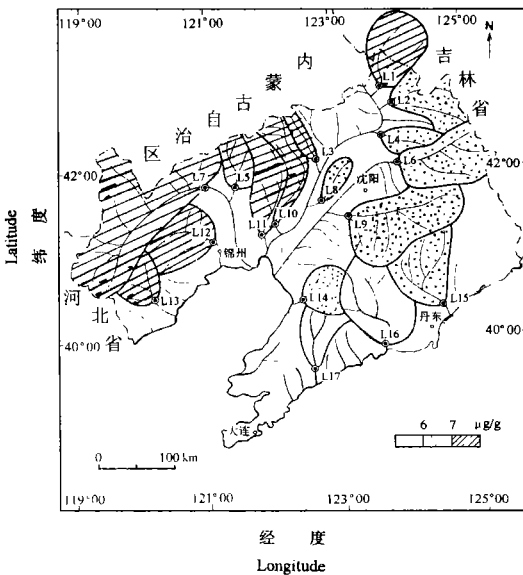 119°00′ 121°00′ 123°00′ 125°00′
N
吉林省
内蒙古自治区
河北省
L1
L2
L4
L3
L6
42°00′
42°00′
L7
L5
L8
沈阳
L10
L9
L11
L12
锦州
L13
L14
L15
丹东
40°00′
40°00′
L16
L17
大连
6 7 μg/g
0 100 km
119°00′ 121°00′ 123°00′ 125°00′
Latitude
纬度
经度
Longitude